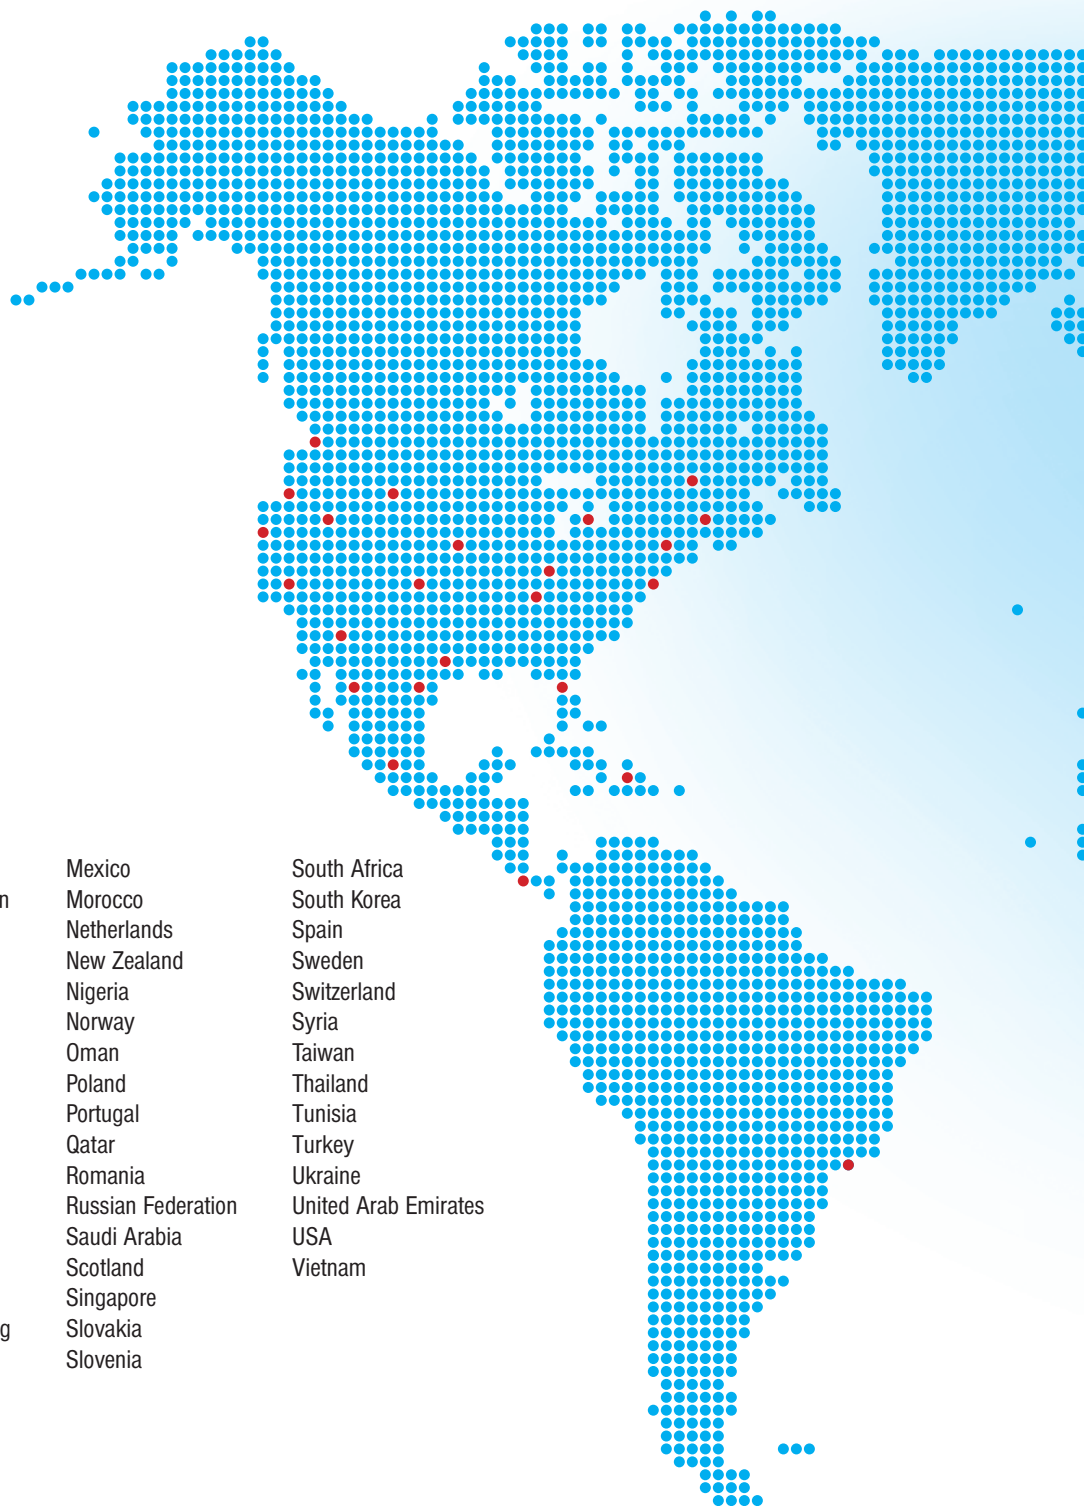 Mexico
Morocco
Netherlands
New Zealand
Nigeria
Norway
Oman
Poland
Portugal
Qatar
Romania
Russian Federation
Saudi Arabia
Scotland
Singapore
Slovakia
Slovenia
South Africa
South Korea
Spain
Sweden
Switzerland
Syria
Taiwan
Thailand
Tunisia
Turkey
Ukraine
United Arab Emirates
USA
Vietnam